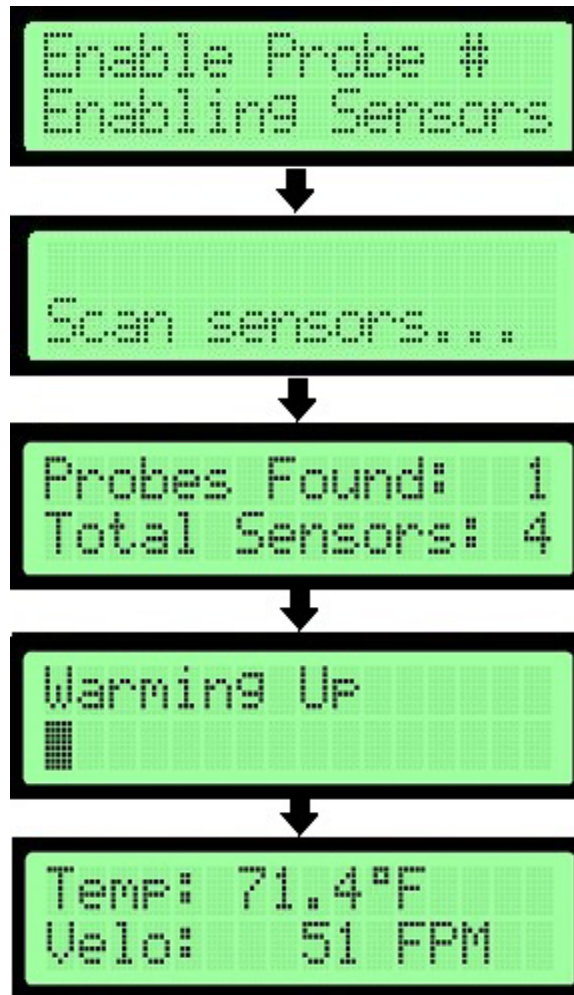 Enable Probe #
Enabling Sensors
Scan sensors...
Probes Found: 1
Total Sensors: 4
Warming Up
Temp: 71.4°F
Velo: 51 FPM